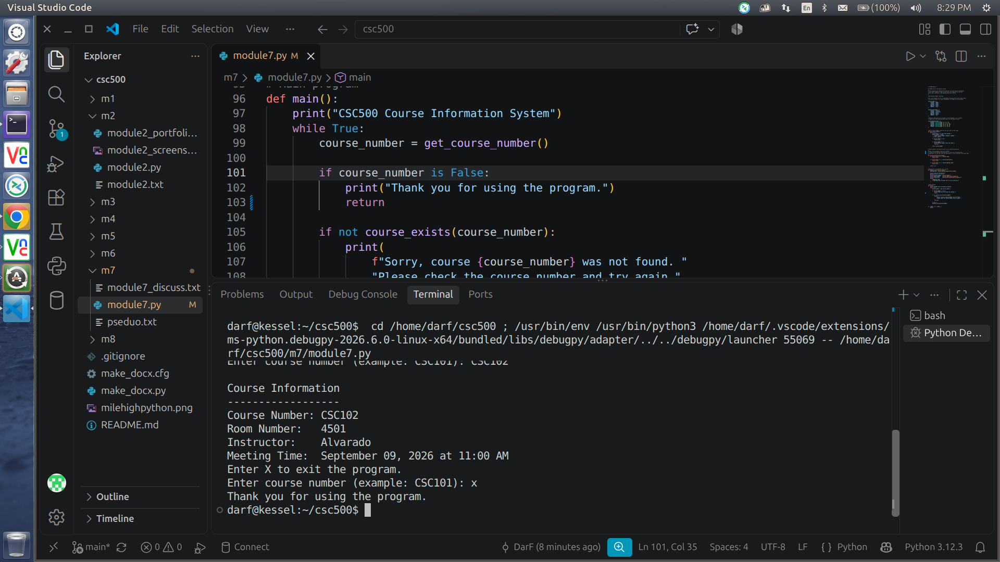 Visual Studio Code
En
(100%)
8:29 PM
File
Edit
Selection
View
csc500
Explorer
csc500
m1
m2
module2_portfoli...
module2_screens...
module2.py
module2.txt
m3
m4
m5
m6
m7
module7_discuss.txt
module7.py M
pseduo.txt
m8
.gitignore
make_docx.cfg
make_docx.py
milehighpython.png
README.md
Outline
Timeline
1
module7.py M
m7 > module7.py > main
96 def main():
97 print("CSC500 Course Information System")
98 while True:
99 course_number = get_course_number()
100
101 if course_number is False:
102 print("Thank you for using the program.")
103 return
104
105 if not course_exists(course_number):
106 print(
107 f"Sorry, course {course_number} was not found. "
108 "Please check the course number and try again."
Problems
Output
Debug Console
Terminal
Ports
bash
Python De...
darf@kessel:~/csc500$  cd /home/darf/csc500 ; /usr/bin/env /usr/bin/python3 /home/darf/.vscode/extensions/
ms-python.debugpy-2026.6.0-linux-x64/bundled/libs/debugpy/adapter/../../debugpy/launcher 55069 -- /home/da
rf/csc500/m7/module7.py
Enter course number (example: CSC101): CSC102
Course Information
------------------
Course Number: CSC102
Room Number:   4501
Instructor:    Alvarado
Meeting Time:  September 09, 2026 at 11:00 AM
Enter X to exit the program.
Enter course number (example: CSC101): x
Thank you for using the program.
darf@kessel:~/csc500$
main*
0
0
Connect
DarF (8 minutes ago)
Ln 101, Col 35
Spaces: 4
UTF-8
LF
{ } Python
Python 3.12.3